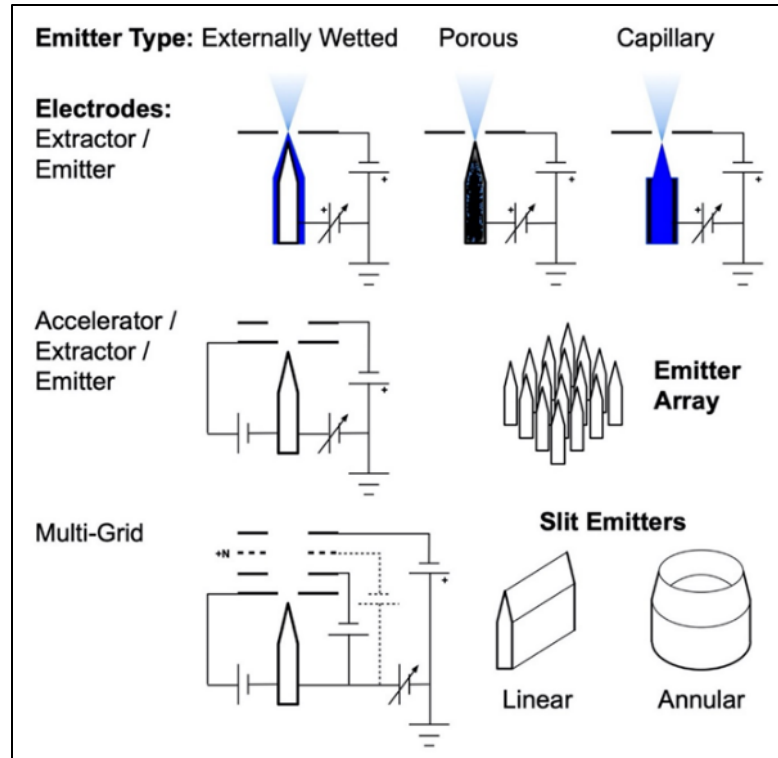 Emitter Type: Externally Wetted Porous Capillary
Electrodes:
Extractor /
Emitter
+
+
+
+
+
+
Accelerator /
Extractor /
Emitter
+
Emitter
Array
Multi-Grid
+N
+
Slit Emitters
Linear Annular